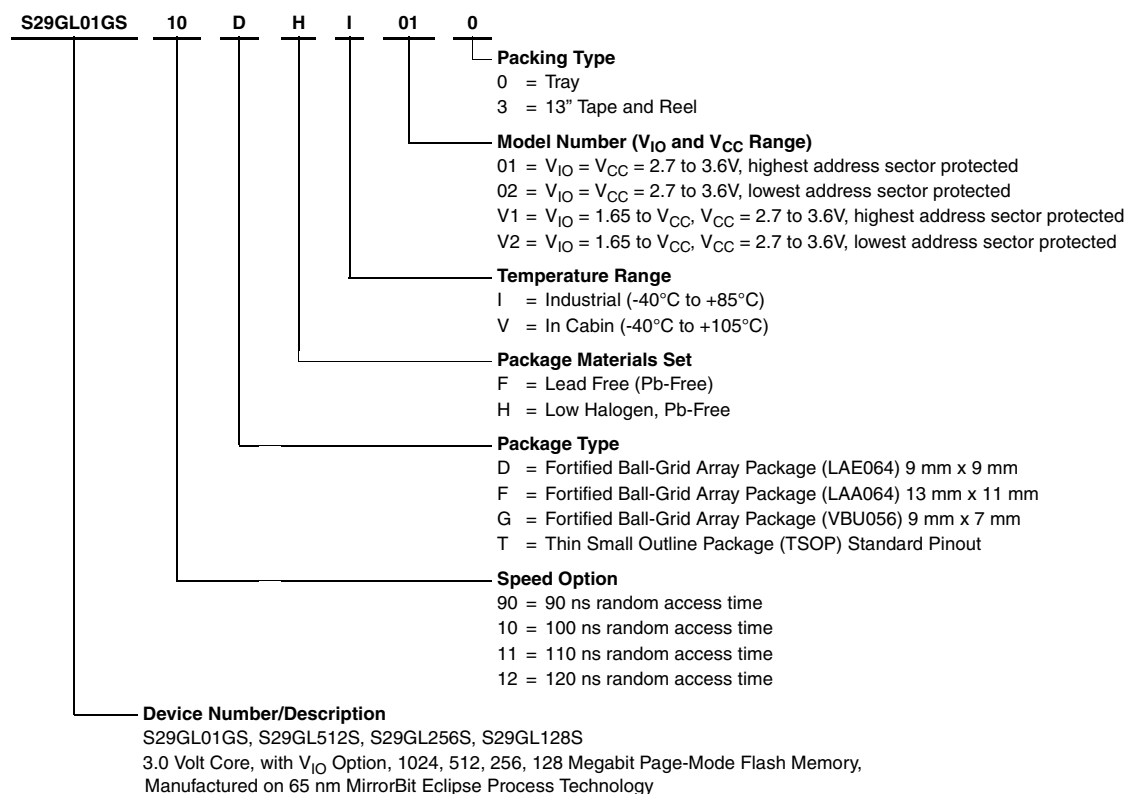 S29GL01GS 10 D H I 01 0
Packing Type
0 = Tray
3 = 13" Tape and Reel
Model Number (VIO and VCC Range)
01 = VIO = VCC = 2.7 to 3.6V, highest address sector protected
02 = VIO = VCC = 2.7 to 3.6V, lowest address sector protected
V1 = VIO = 1.65 to VCC, VCC = 2.7 to 3.6V, highest address sector protected
V2 = VIO = 1.65 to VCC, VCC = 2.7 to 3.6V, lowest address sector protected
Temperature Range
I = Industrial (-40°C to +85°C)
V = In Cabin (-40°C to +105°C)
Package Materials Set
F = Lead Free (Pb-Free)
H = Low Halogen, Pb-Free
Package Type
D = Fortified Ball-Grid Array Package (LAE064) 9 mm x 9 mm
F = Fortified Ball-Grid Array Package (LAA064) 13 mm x 11 mm
G = Fortified Ball-Grid Array Package (VBU056) 9 mm x 7 mm
T = Thin Small Outline Package (TSOP) Standard Pinout
Speed Option
90 = 90 ns random access time
10 = 100 ns random access time
11 = 110 ns random access time
12 = 120 ns random access time
Device Number/Description
S29GL01GS, S29GL512S, S29GL256S, S29GL128S
3.0 Volt Core, with VIO Option, 1024, 512, 256, 128 Megabit Page-Mode Flash Memory,
Manufactured on 65 nm MirrorBit Eclipse Process Technology